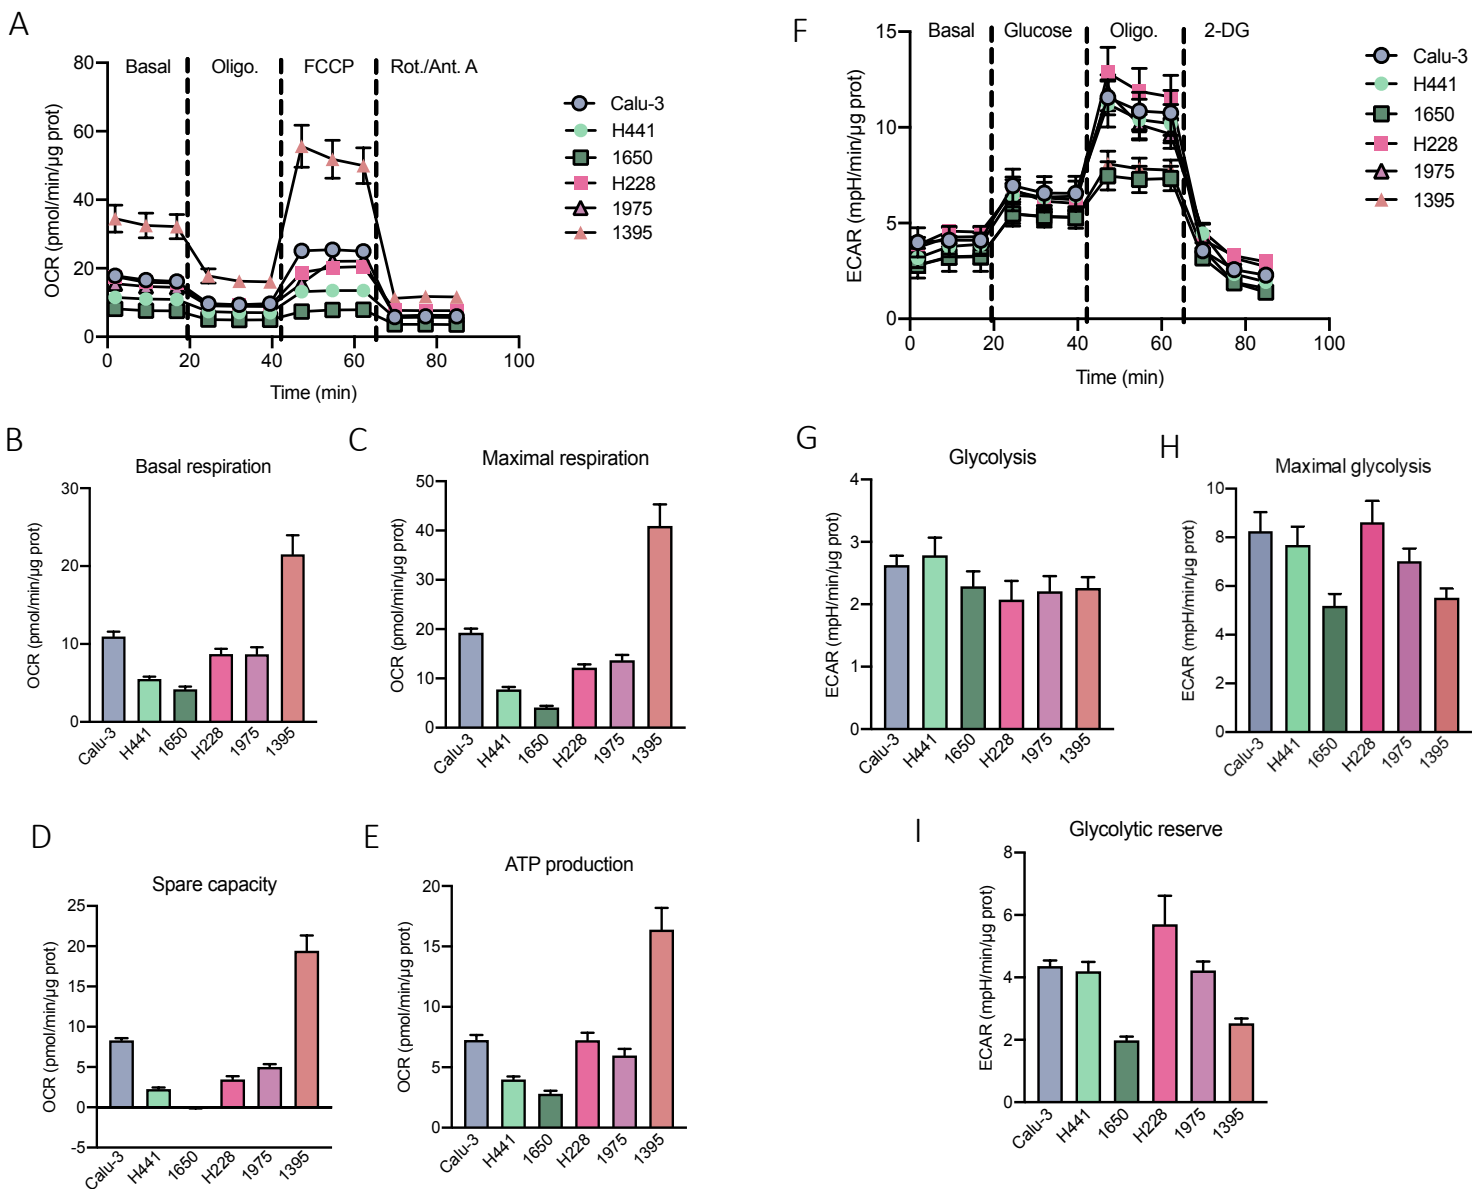 A
Basal
Oligo.
FCCP
Rot./Ant. A
80
60
40
20
0
OCR (pmol/min/µg prot)
0
20
40
60
80
100
Time (min)
Calu-3
H441
1650
H228
1975
1395
F
Basal
Glucose
Oligo.
2-DG
15
10
5
0
ECAR (mpH/min/µg prot)
0
20
40
60
80
100
Time (min)
Calu-3
H441
1650
H228
1975
1395
B
Basal respiration
30
20
10
0
OCR (pmol/min/µg prot)
Calu-3
H441
1650
H228
1975
1395
C
Maximal respiration
50
40
30
20
10
0
OCR (pmol/min/µg prot)
Calu-3
H441
1650
H228
1975
1395
G
Glycolysis
4
3
2
1
0
ECAR (mpH/min/µg prot)
Calu-3
H441
1650
H228
1975
1395
H
Maximal glycolysis
10
8
6
4
2
0
ECAR (mpH/min/µg prot)
Calu-3
H441
1650
H228
1975
1395
D
Spare capacity
25
20
15
10
5
0
-5
OCR (pmol/min/µg prot)
Calu-3
H441
1650
H228
1975
1395
E
ATP production
20
15
10
5
0
OCR (pmol/min/µg prot)
Calu-3
H441
1650
H228
1975
1395
I
Glycolytic reserve
8
6
4
2
0
ECAR (mpH/min/µg prot)
Calu-3
H441
1650
H228
1975
1395